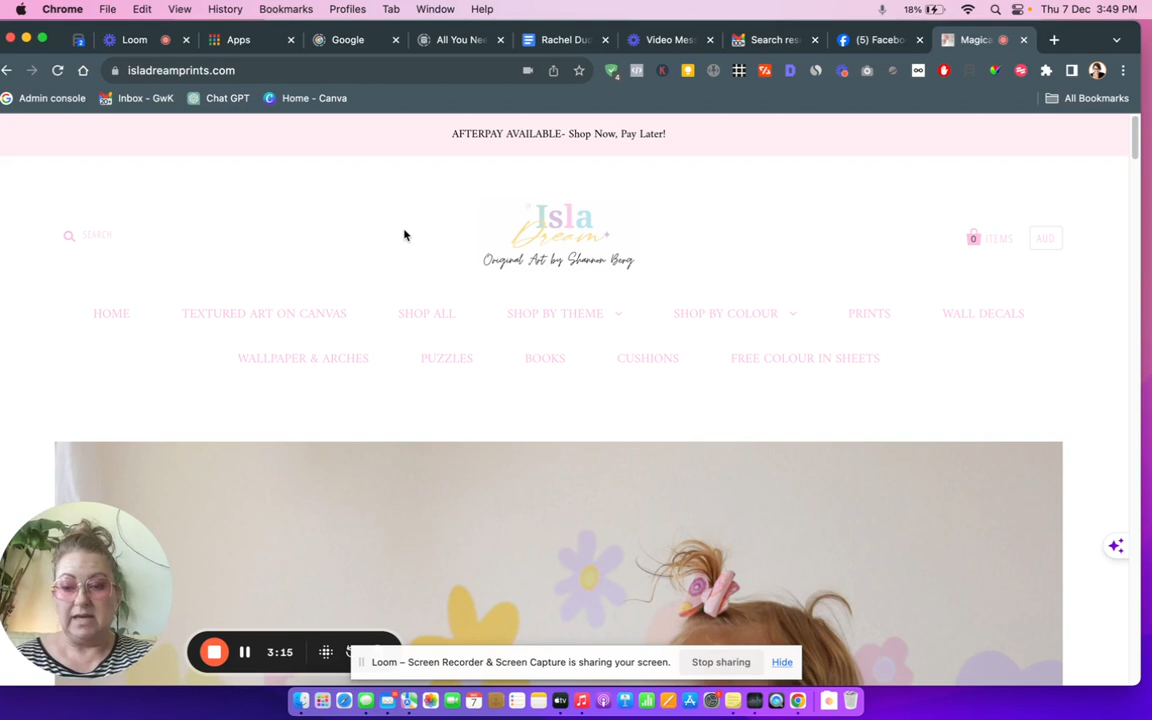 Chrome File Edit View History Bookmarks Profiles Tab Window Help 18% Thu 7 Dec 3:49 PM
Loom Apps Google All You Nee Rachel Dud Video Mess Search res (5) Facebo Magica
isladreamprints.com
Admin console Inbox - GwK Chat GPT Home - Canva All Bookmarks
AFTERPAY AVAILABLE- Shop Now, Pay Later!
Isla
Dream
Original Art by Shannon Berg
SEARCH
0 ITEMS AUD
HOME TEXTURED ART ON CANVAS SHOP ALL SHOP BY THEME SHOP BY COLOUR PRINTS WALL DECALS
WALLPAPER & ARCHES PUZZLES BOOKS CUSHIONS FREE COLOUR IN SHEETS
3:15
Loom – Screen Recorder & Screen Capture is sharing your screen. Stop sharing Hide